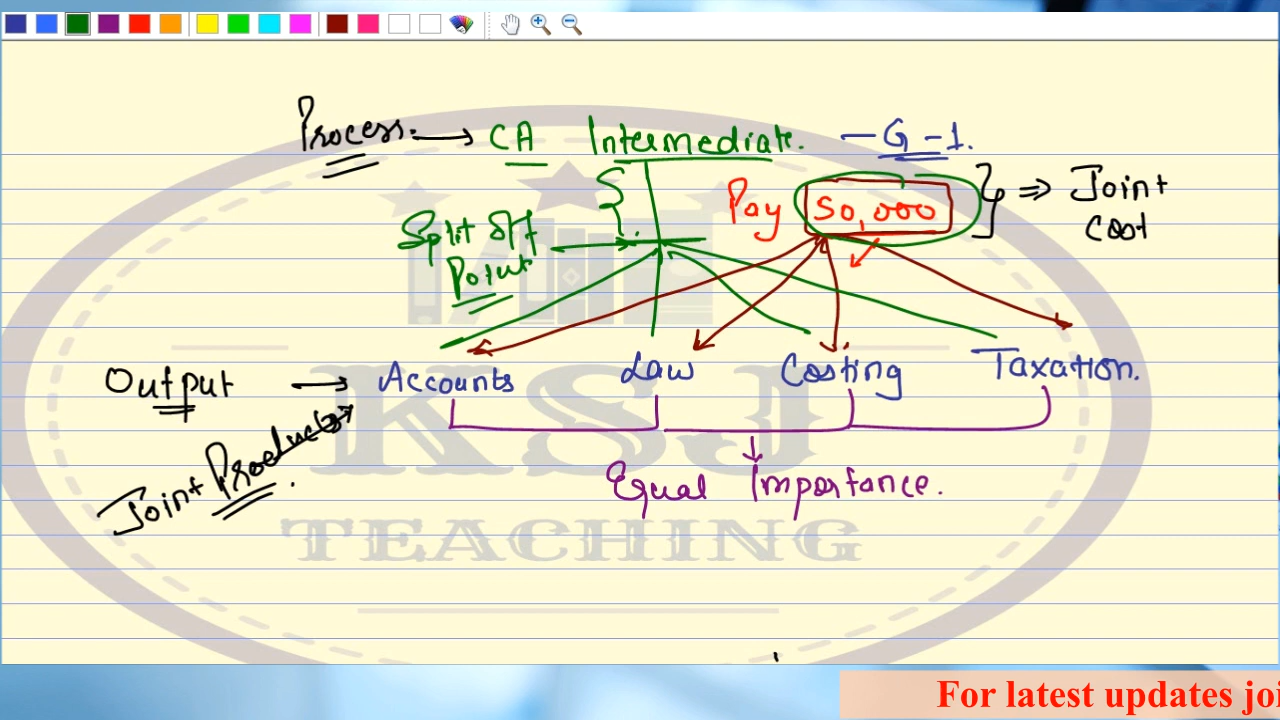 Process. → CA Intermediate. — G-1.
Pay 50,000 } ⇒ Joint Cost
Split Off Point
Output → Accounts Law Costing Taxation.
Joint Products
Equal Importance.
KSJ
TEACHING
For latest updates joi